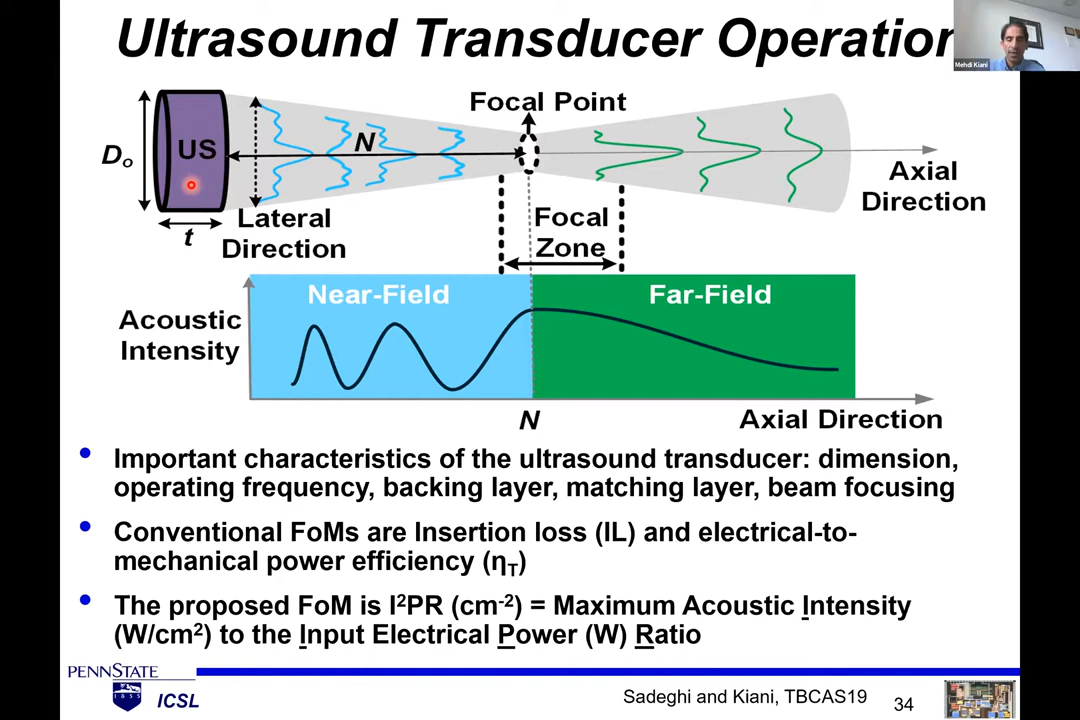 Ultrasound Transducer Operation
Mehdi Kiani
Focal Point
Dₒ
US
N
Axial
Direction
Lateral
Direction
t
Focal
Zone
Near-Field
Far-Field
Acoustic
Intensity
N
Axial Direction
• Important characteristics of the ultrasound transducer: dimension,
operating frequency, backing layer, matching layer, beam focusing
• Conventional FoMs are Insertion loss (IL) and electrical-to-
mechanical power efficiency (ηT)
• The proposed FoM is I²PR (cm⁻²) = Maximum Acoustic Intensity
(W/cm²) to the Input Electrical Power (W) Ratio
PENNSTATE
1855
ICSL
Sadeghi and Kiani, TBCAS19
34